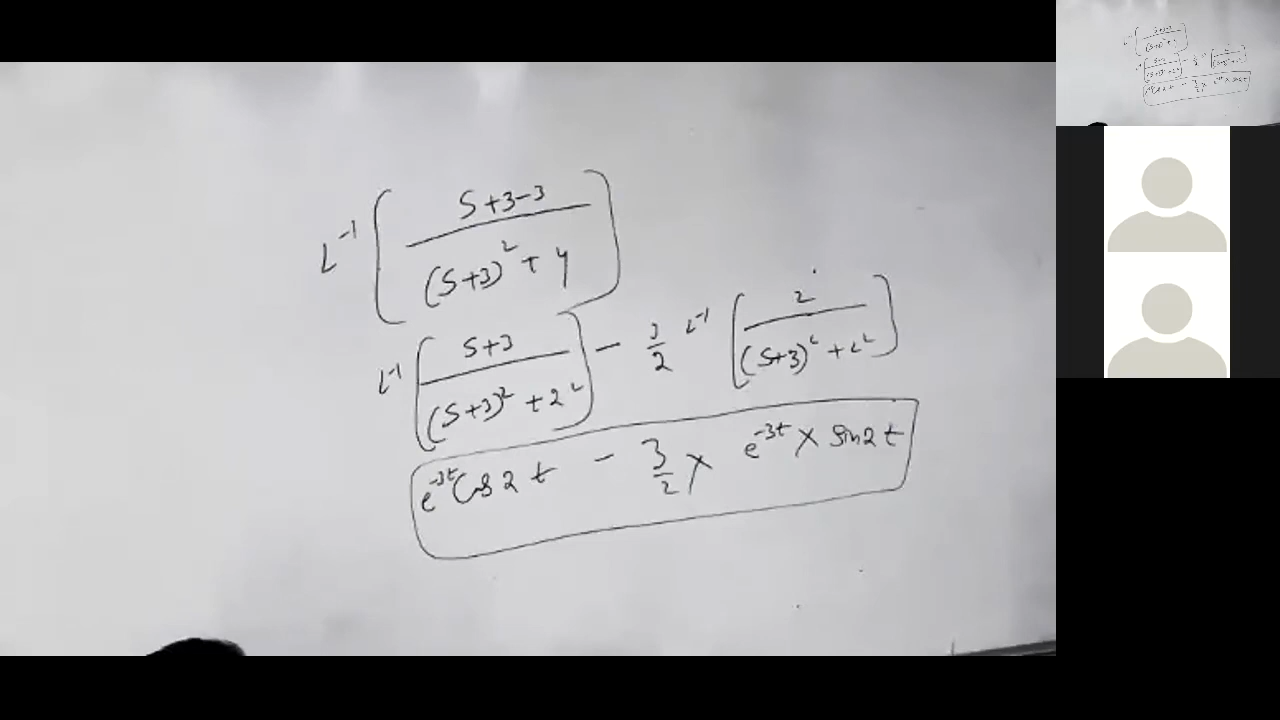 L⁻¹ [ (S+3-3) / ((S+3)² + 4) ]
L⁻¹ [ (S+3) / ((S+3)² + 2²) ] - 3/2 L⁻¹ [ 2 / ((S+3)² + 2²) ]
e⁻³ᵗ Cos 2t - 3/2 × e⁻³ᵗ × Sin 2t